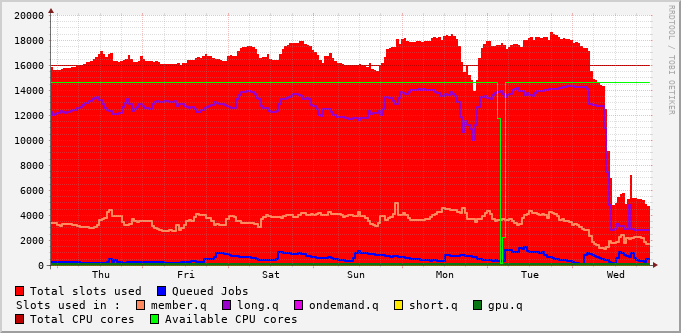 20000
18000
16000
14000
12000
10000
8000
6000
4000
2000
0
Thu Fri Sat Sun Mon Tue Wed
RRDTOOL / TOBI OETIKER
Total slots used Queued Jobs
Slots used in : member.q long.q ondemand.q short.q gpu.q
Total CPU cores Available CPU cores